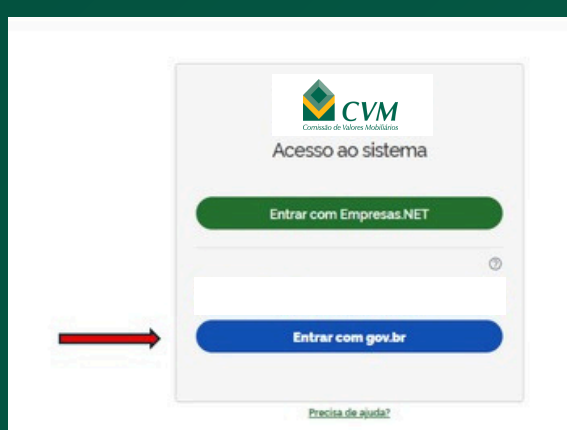 CVM
Comissão de Valores Mobiliários
Acesso ao sistema
Entrar com Empresas.NET
?
Entrar com gov.br
Precisa de ajuda?